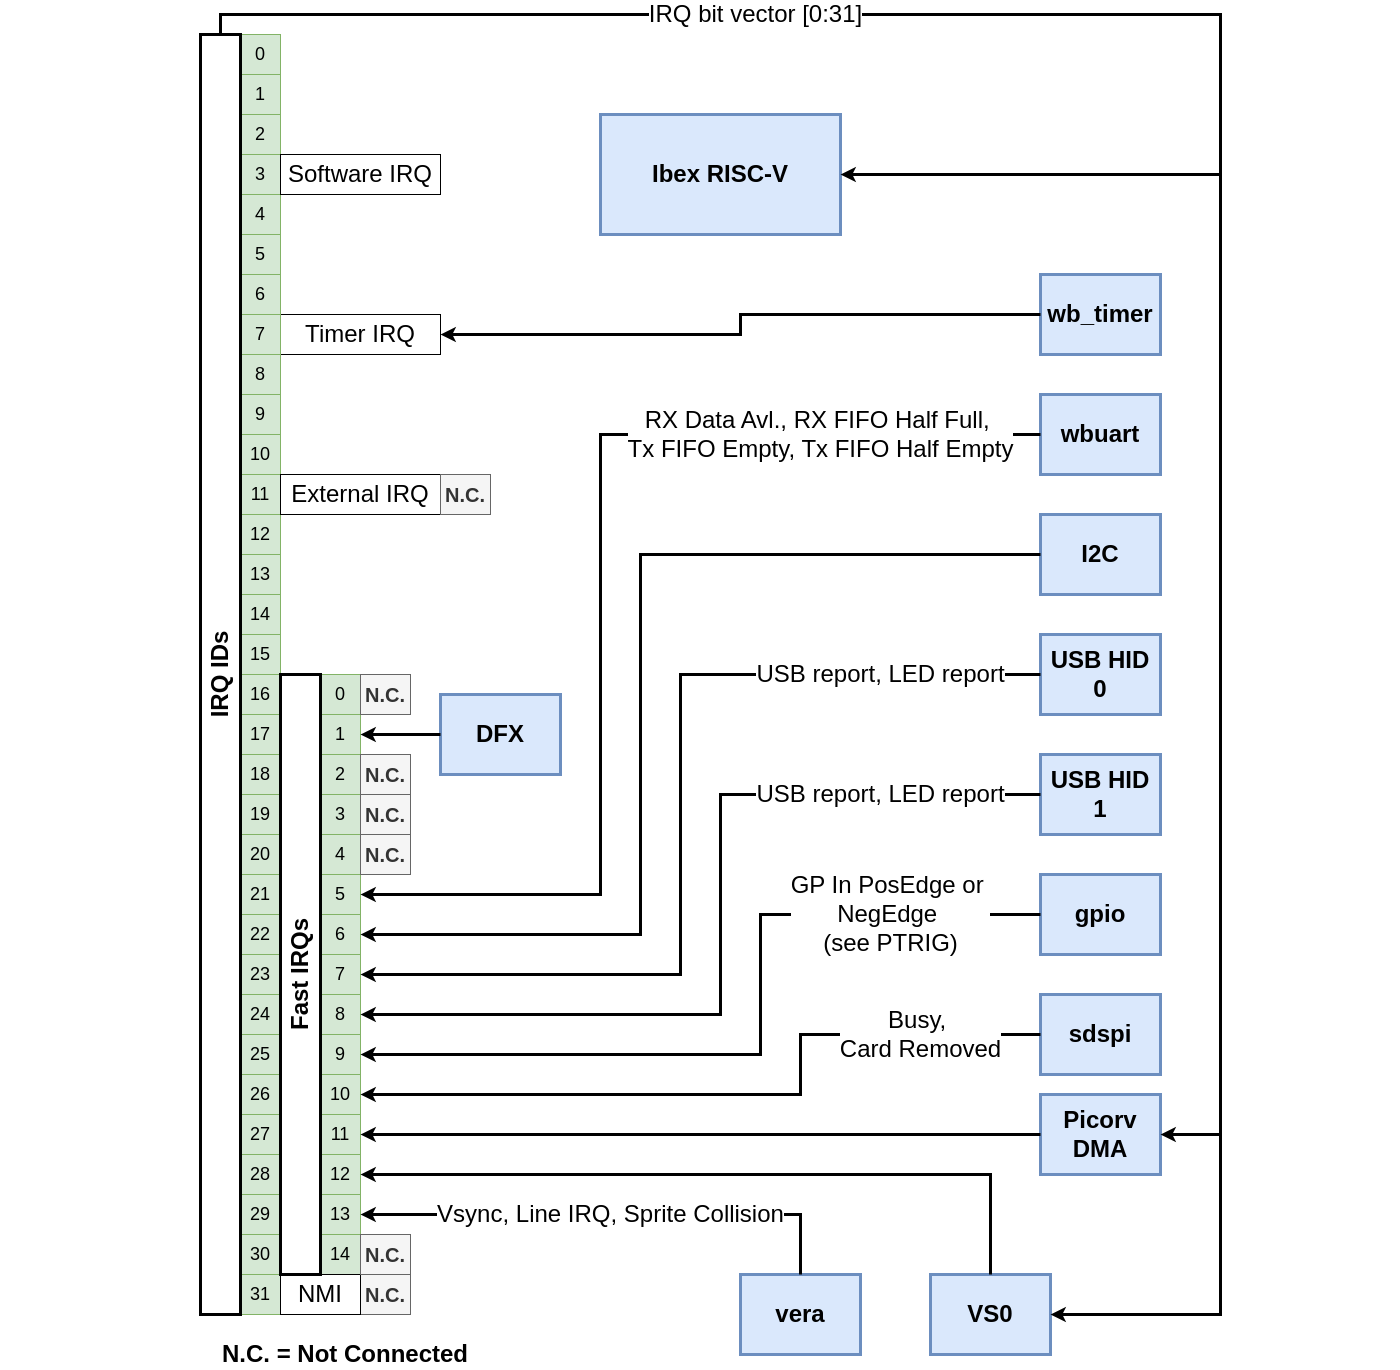 IRQ bit vector [0:31]
0
1
2
3
Software IRQ
Ibex RISC-V
4
5
6
wb_timer
7
Timer IRQ
8
9
RX Data Avl., RX FIFO Half Full,
Tx FIFO Empty, Tx FIFO Half Empty
wbuart
10
11
External IRQ
N.C.
12
13
I2C
14
15
IRQ IDs
16
0
N.C.
USB report, LED report
USB HID
0
17
1
DFX
18
2
N.C.
19
3
N.C.
USB report, LED report
USB HID
1
20
4
N.C.
21
5
Fast IRQs
GP In PosEdge or
NegEdge
(see PTRIG)
gpio
22
6
23
7
24
8
Busy,
Card Removed
sdspi
25
9
26
10
27
11
Picorv
DMA
28
12
29
13
Vsync, Line IRQ, Sprite Collision
30
14
N.C.
31
NMI
N.C.
vera
VS0
N.C. = Not Connected